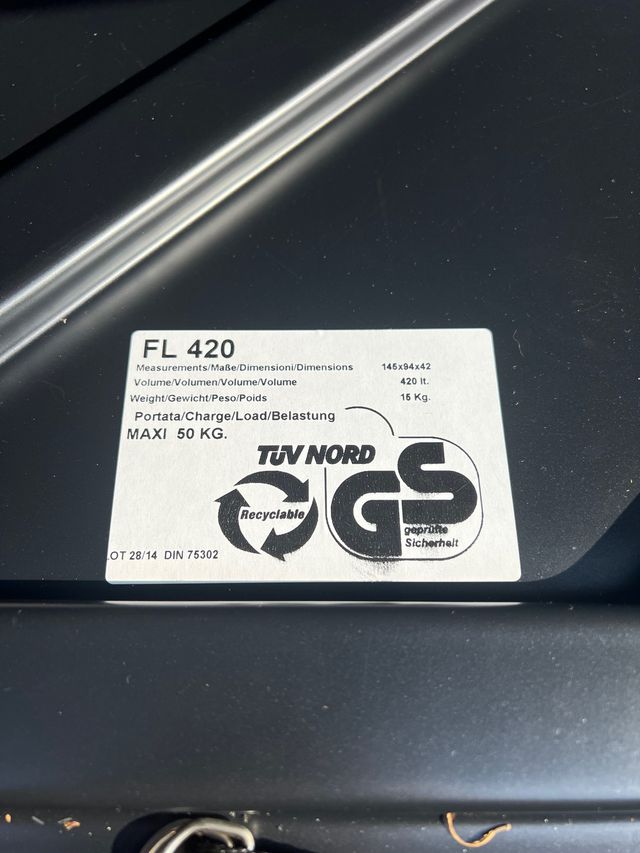 FL 420
Measurements/Maße/Dimensioni/Dimensions 145x94x42
Volume/Volumen/Volume/Volume 420 lt.
Weight/Gewicht/Peso/Poids 15 Kg.
Portata/Charge/Load/Belastung
MAXI 50 KG.
TÜV NORD
GS
Recyclable
geprüfte
Sicherheit
LOT 28/14 DIN 75302